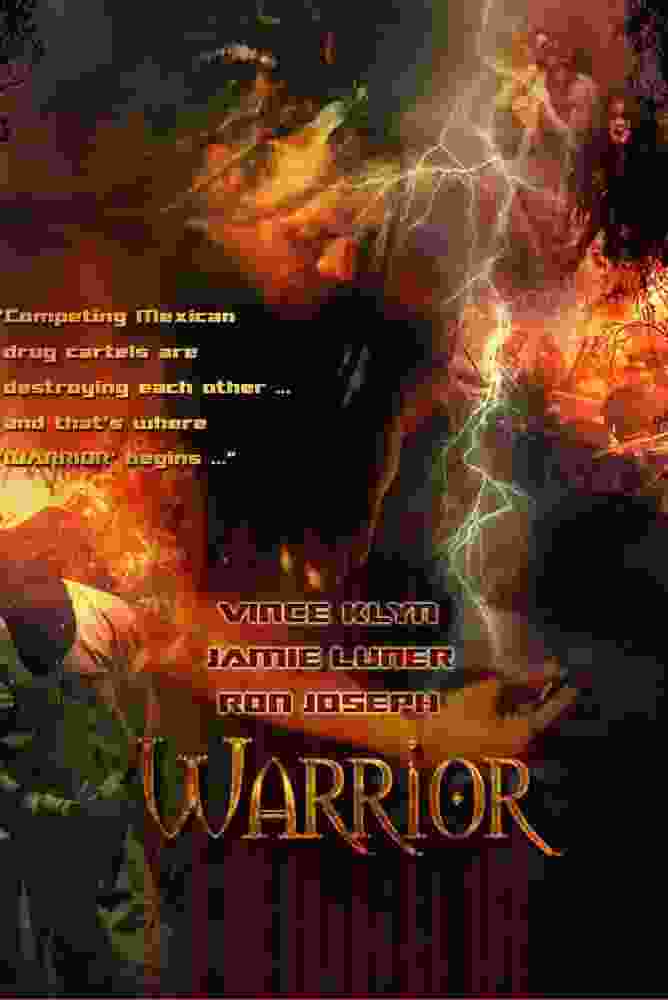 "Competing Mexican
drug cartels are
destroying each other ...
and that's where
'WARRIOR' begins ..."
VINCE KLYN
JAMIE LUNER
RON JOSEPH
WARRIOR